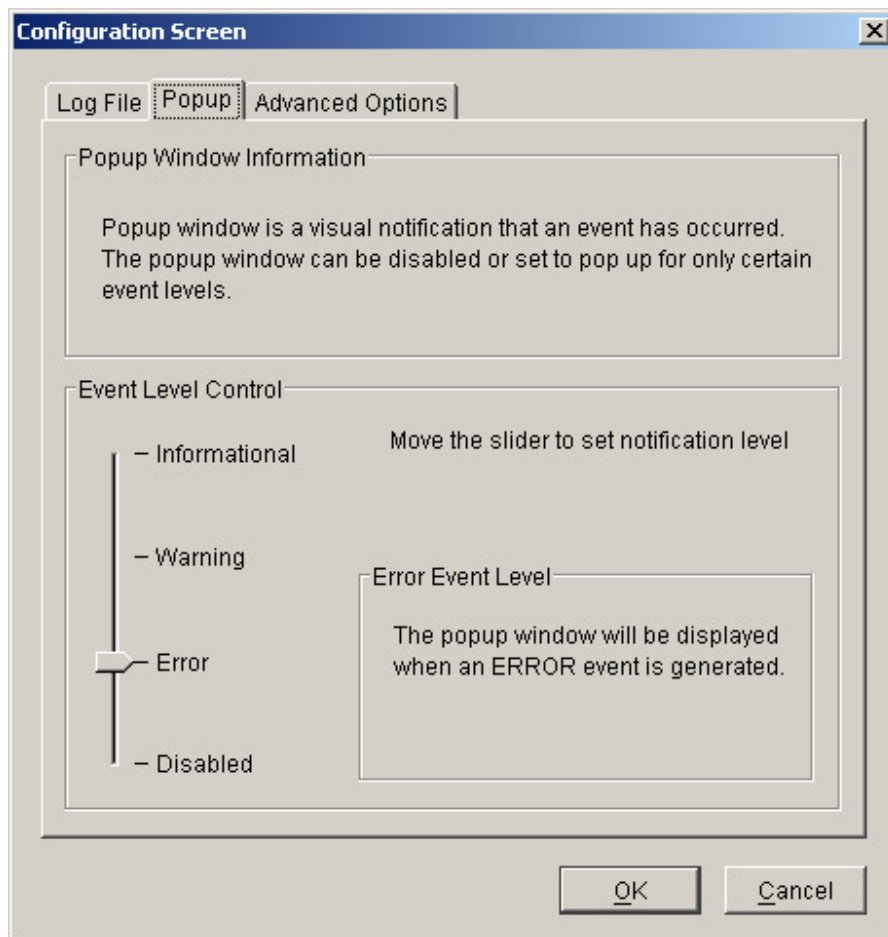 Configuration Screen
Log File
Popup
Advanced Options
Popup Window Information
Popup window is a visual notification that an event has occurred.
The popup window can be disabled or set to pop up for only certain
event levels.
Event Level Control
Move the slider to set notification level
Informational
Warning
Error
Disabled
Error Event Level
The popup window will be displayed
when an ERROR event is generated.
OK
Cancel